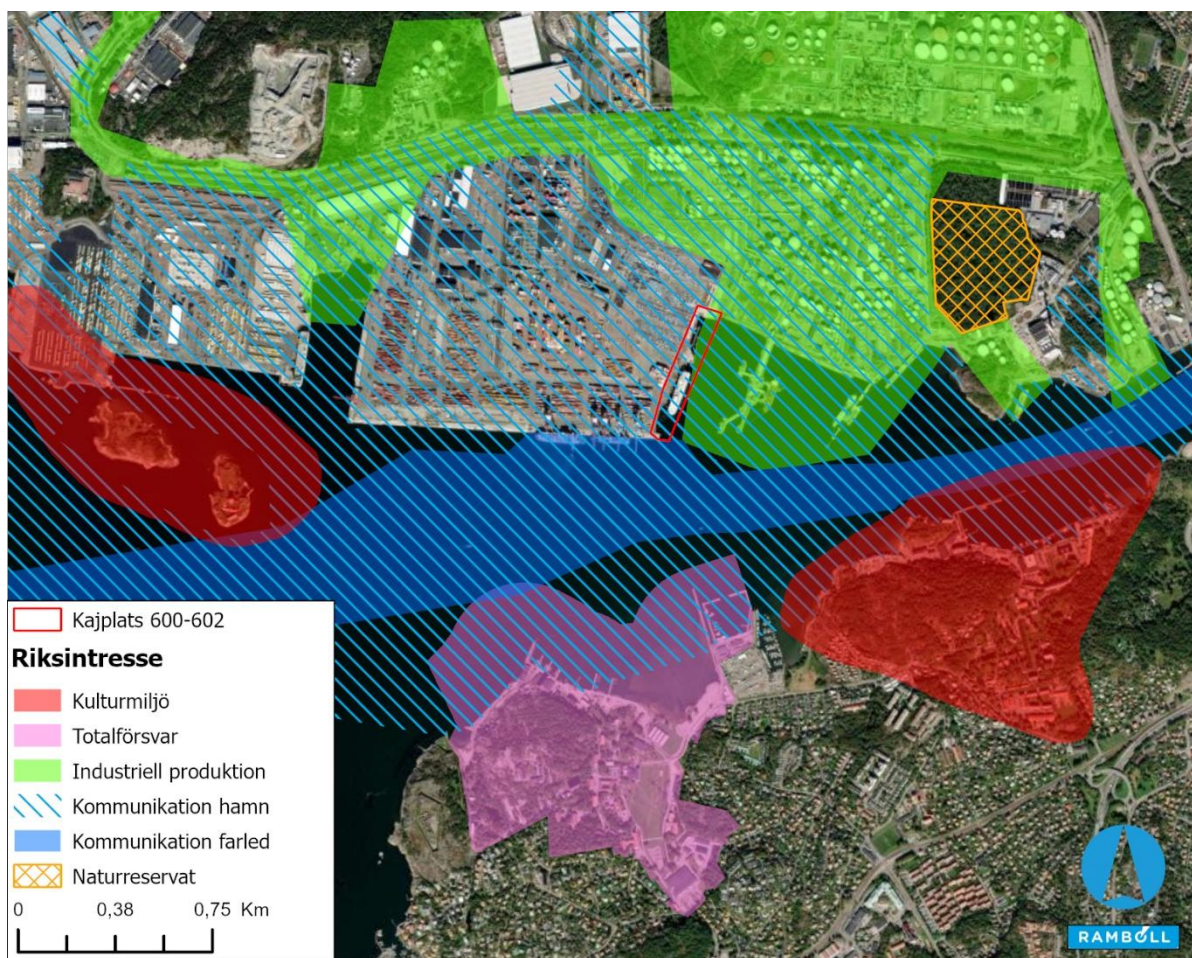 Kajplats 600-602
Riksintresse
Kulturmiljö
Totalförsvar
Industriell produktion
Kommunikation hamn
Kommunikation farled
Naturreservat
0 0,38 0,75 Km
RAMBÓLL